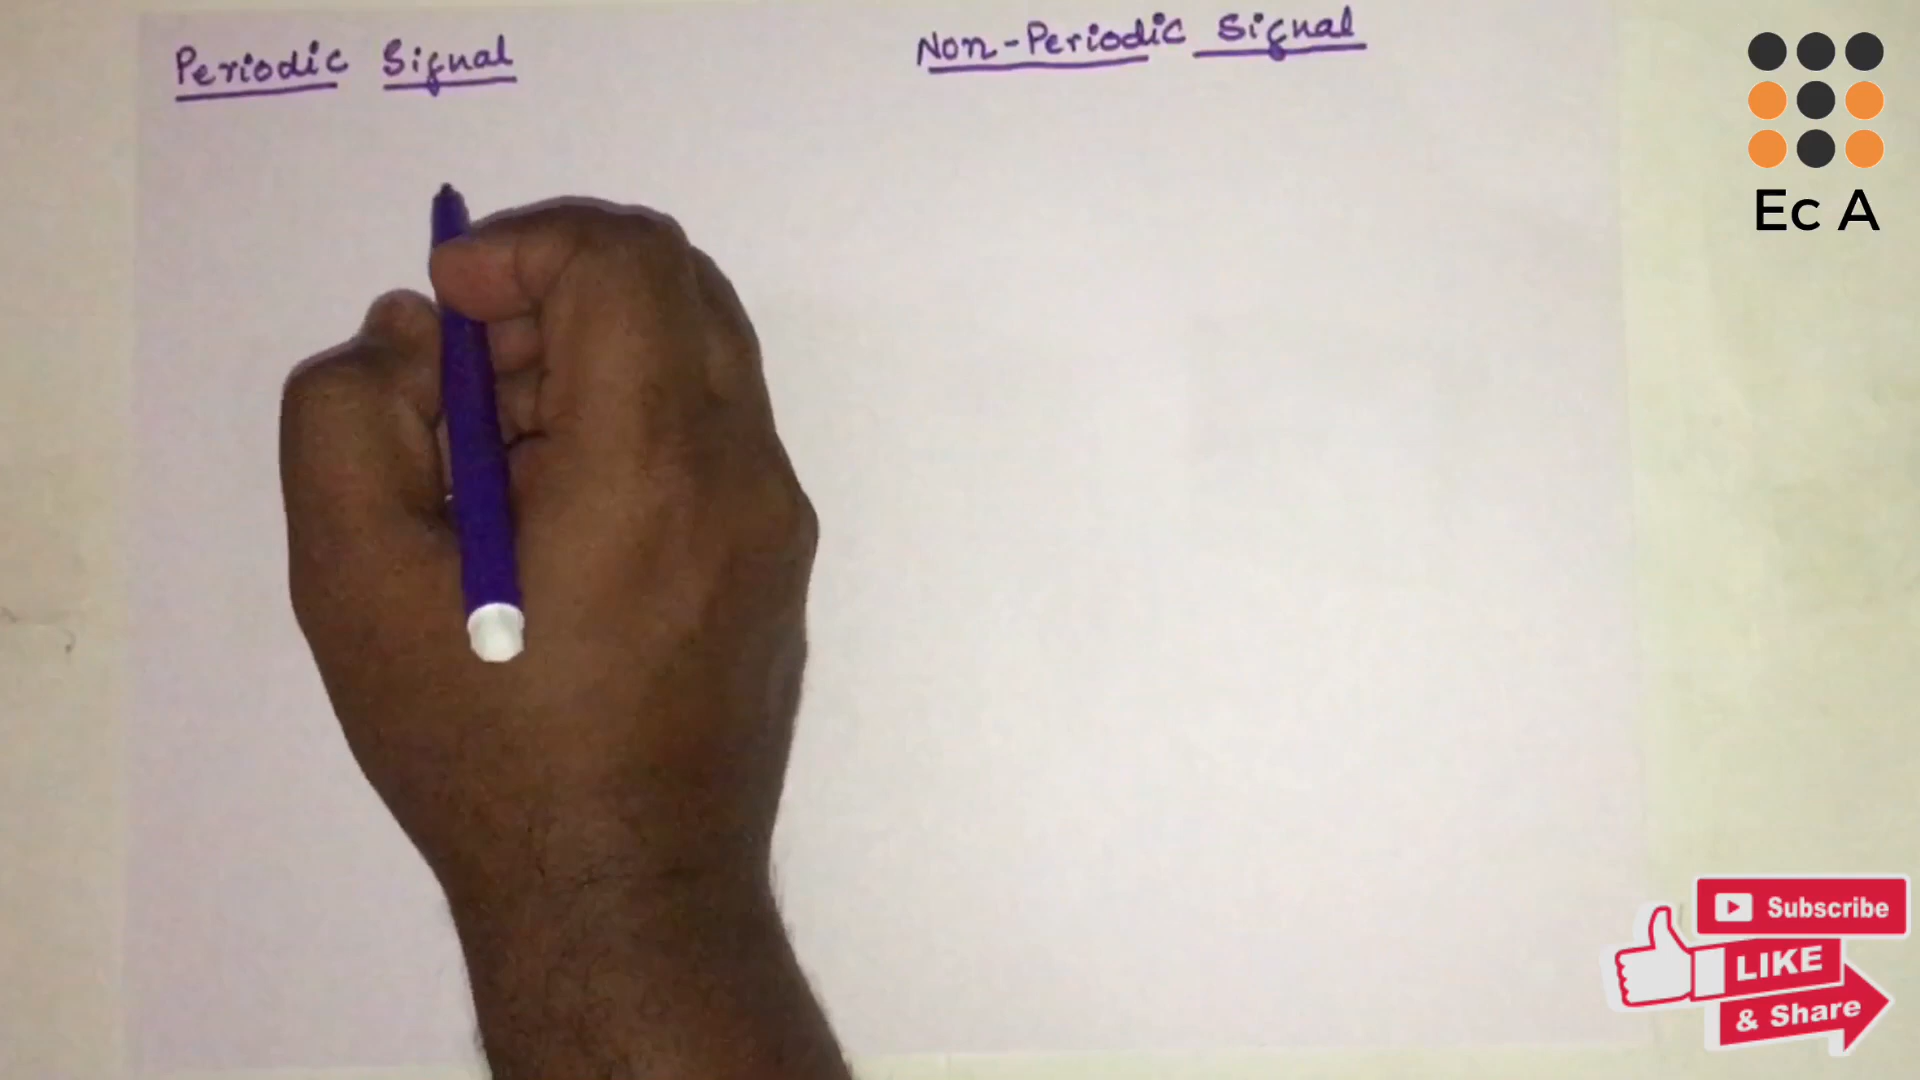 Periodic Signal
Non-Periodic Signal
Ec A
Subscribe
LIKE
& Share